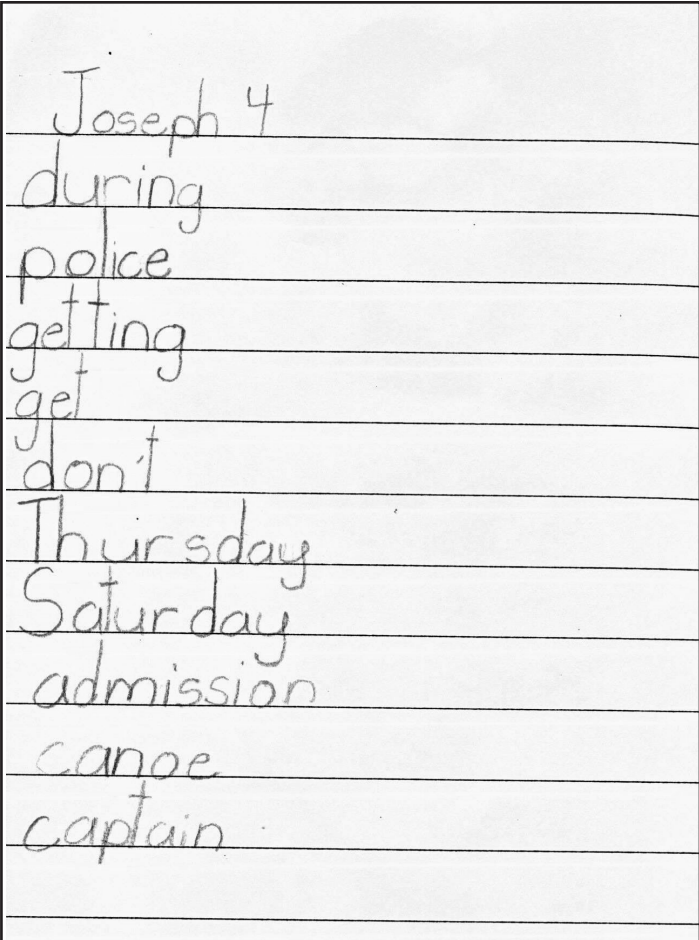 Joseph 4
during
police
getting
get
don't
Thursday
Saturday
admission
canoe
captain